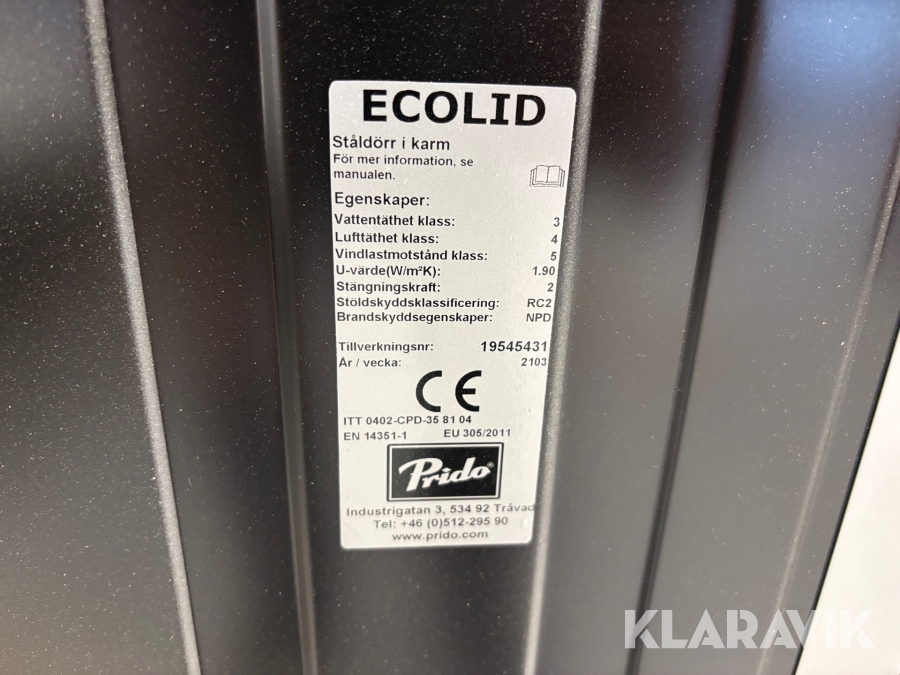 ECOLID
Ståldörr i karm
För mer information, se
manualen.
Egenskaper:
Vattentäthet klass: 3
Lufttäthet klass: 4
Vindlastmotstånd klass: 5
U-värde(W/m²K): 1.90
Stängningskraft: 2
Stöldskyddsklassificering: RC2
Brandskyddsegenskaper: NPD
Tillverkningsnr: 19545431
År / vecka: 2103
CE
ITT 0402-CPD-35 81 04
EN 14351-1 EU 305/2011
Prido®
Industrigatan 3, 534 92 Tråvad
Tel: +46 (0)512-295 90
www.prido.com
KLARAVIK